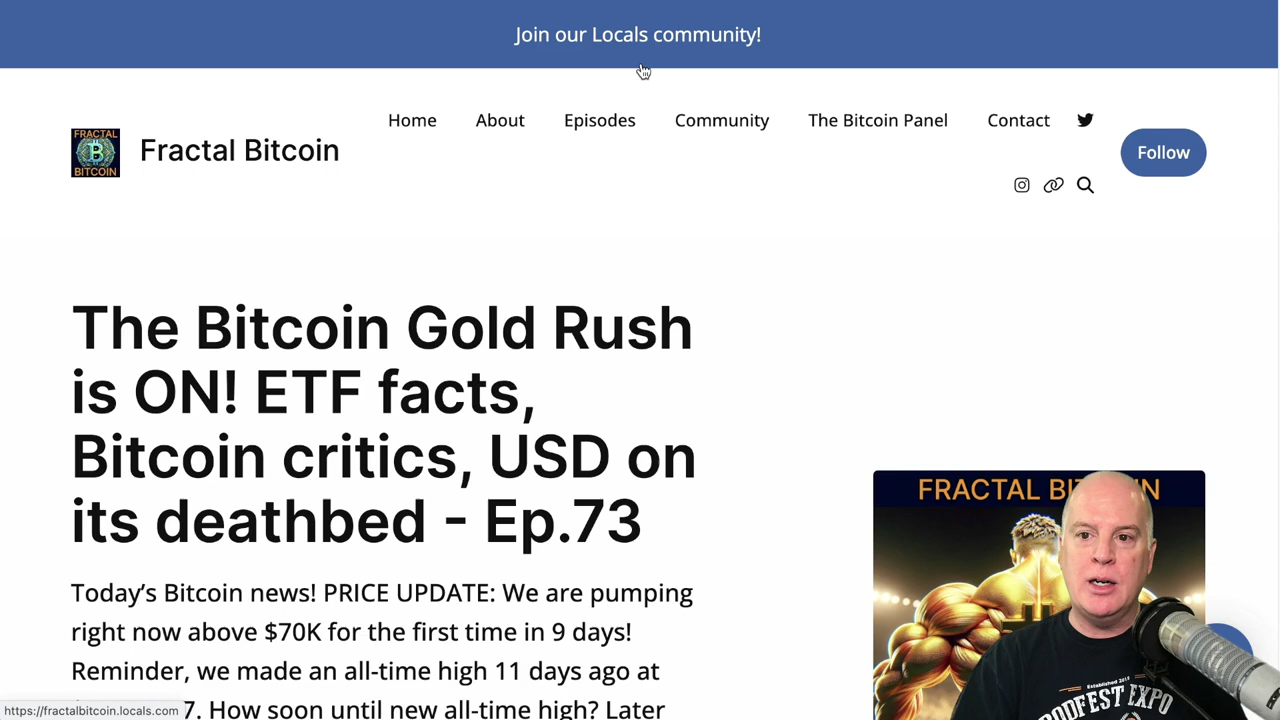 Join our Locals community!
Home About Episodes Community The Bitcoin Panel Contact
FRACTAL
BITCOIN
Fractal Bitcoin
Follow
The Bitcoin Gold Rush
is ON! ETF facts,
Bitcoin critics, USD on
its deathbed - Ep.73
Today’s Bitcoin news! PRICE UPDATE: We are pumping
right now above $70K for the first time in 9 days!
Reminder, we made an all-time high 11 days ago at
7. How soon until new all-time high? Later
FRACTAL
https://fractalbitcoin.locals.com
Established
FEST EXPO